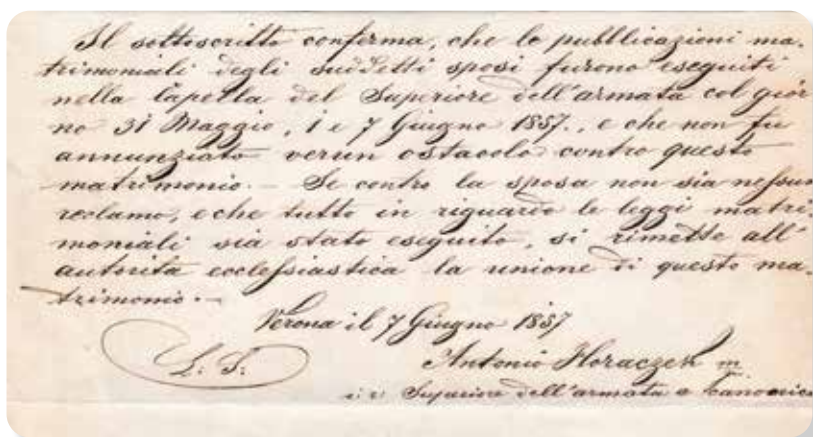 Il sottoscritto conferma, che le pubblicazioni ma-
trimoniali degli suddetti sposi furono eseguiti
nella Capella del Superiore dell'armata col gior
no 31 Maggio, 1 e 7 Giugno 1857., e che non fu
annunziato verun ostacolo contro questo
matrimonio. – Se contro la sposa non sia nessun
reclamo, e che tutto in riguardo le leggi matri-
moniali sia stato eseguito, si rimette all'
autorità ecclesiastica la unione di questo ma-
trimonio. –
Verona il 7 Giugno 1857
L: S:
Antonio Horaczek m
i: r: Superiore dell'armata e Canonico